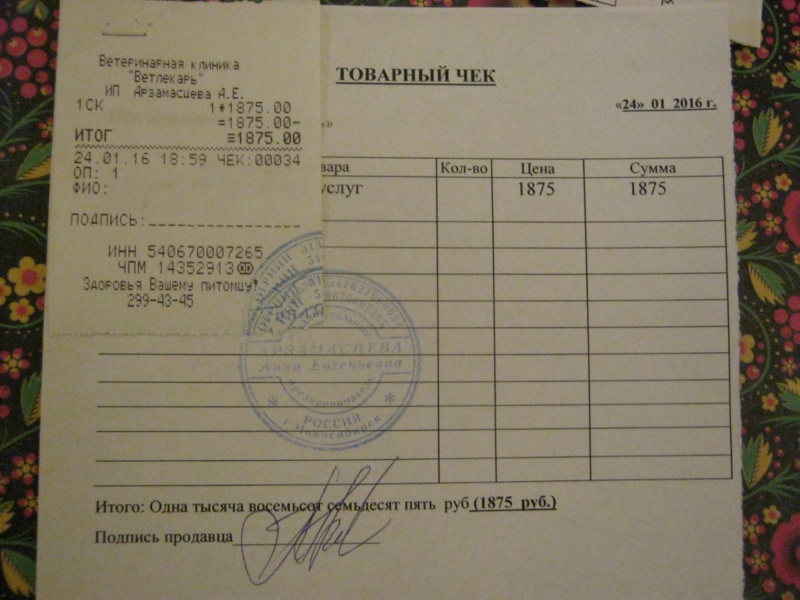 Ветеринарная клиника
"Ветлекарь"
ИП Арзамасцева А.Е.
1СК 1*1875.00
=1875.00-
ИТОГ ≡1875.00
24.01.16 18:59 ЧЕК:00034
ОП: 1
ФИО:
ПОДПИСЬ:
ИНН 540670007265
ЧПМ 14352913
Здоровья Вашему питомцу!
299-43-45
ТОВАРНЫЙ ЧЕК
«24» 01 2016 г.
Кол-во Цена Сумма
услуг 1875 1875
АРЗАМАСЦЕВА
Анна Евгеньевна
РОССИЯ
г.Новосибирск
Итого: Одна тысяча восемьсот семьдесят пять руб (1875 руб.)
Подпись продавца